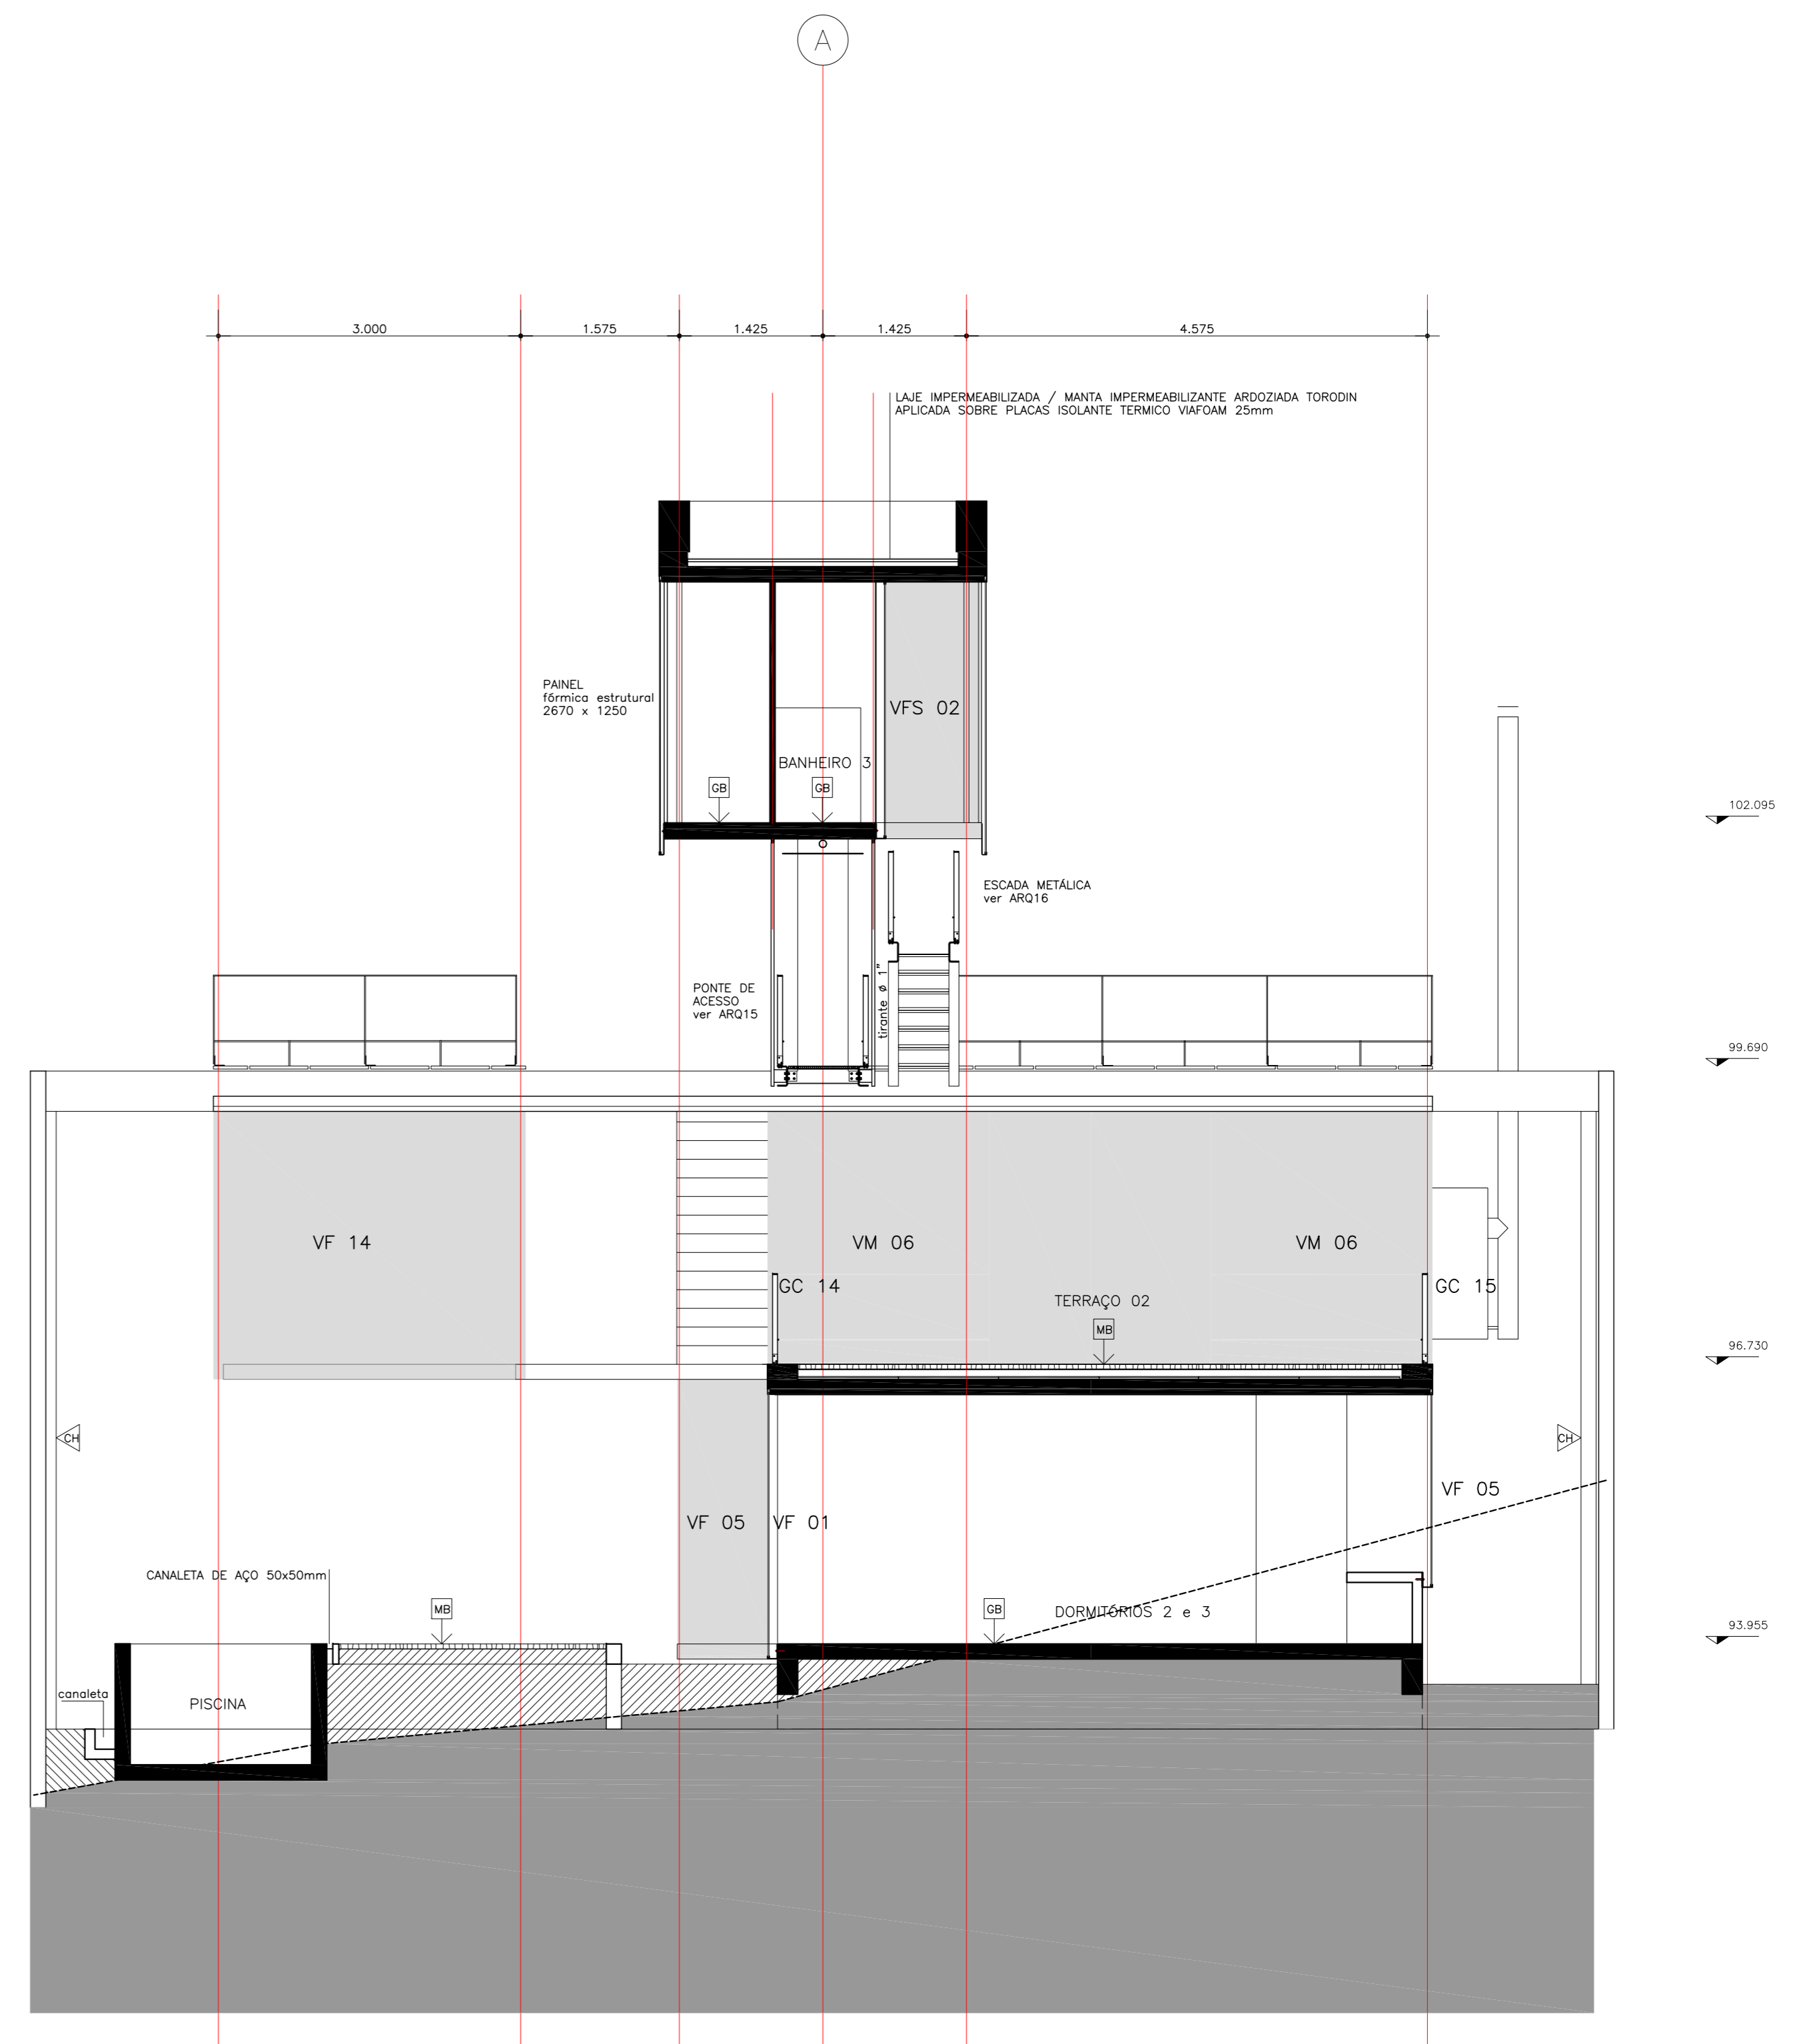 A
3.000
1.575
1.425
1.425
4.575
LAJE IMPERMEABILIZADA / MANTA IMPERMEABILIZANTE ARDOZIADA TORODIN
APLICADA SOBRE PLACAS ISOLANTE TERMICO VIAFOAM 25mm
PAINEL
fórmica estrutural
2670 x 1250
VFS 02
BANHEIRO 3
GB
GB
102.095
ESCADA METÁLICA
ver ARQ16
PONTE DE
ACESSO
ver ARQ15
tirante ø 1"
99.690
VF 14
VM 06
VM 06
GC 14
GC 15
TERRAÇO 02
MB
96.730
CH
CH
VF 05
VF 05
VF 01
CANALETA DE AÇO 50x50mm
MB
GB
DORMITÓRIOS 2 e 3
93.955
canaleta
PISCINA